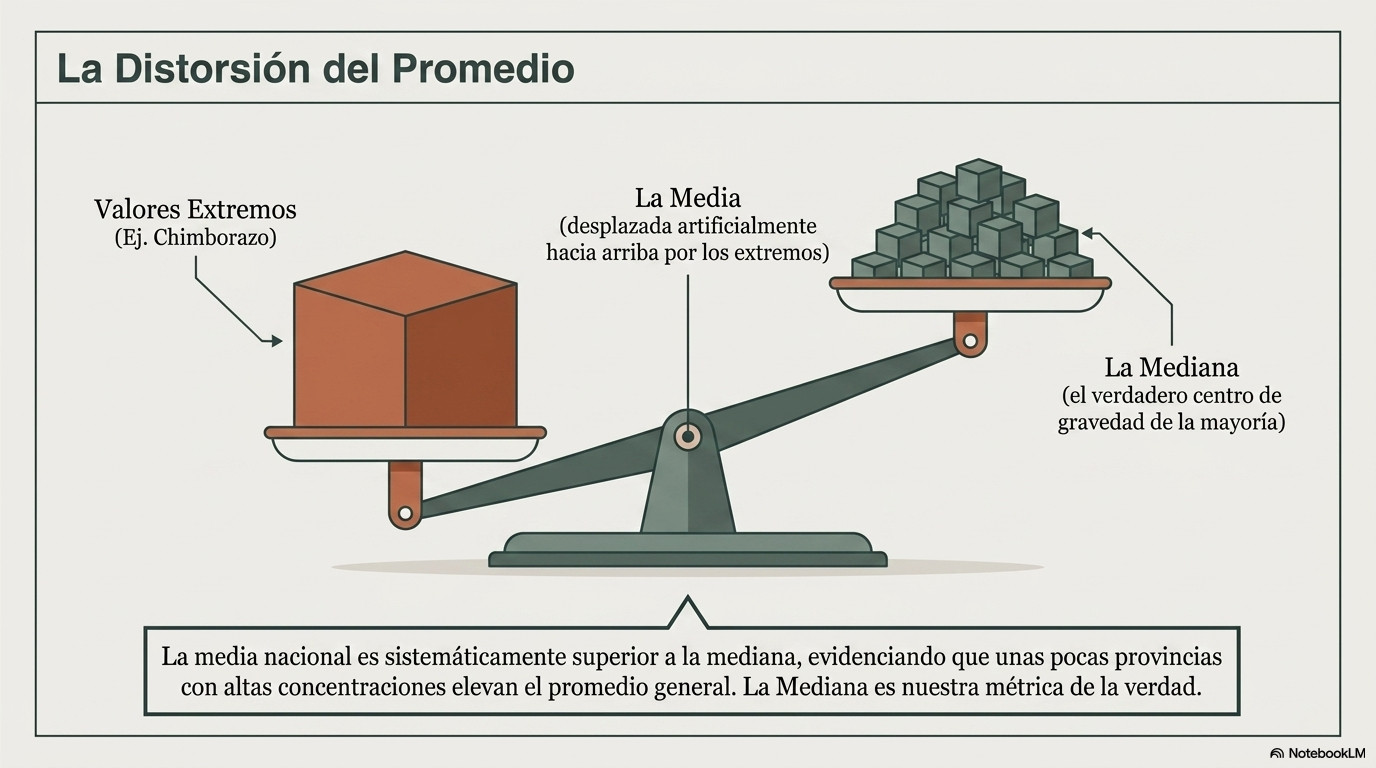 La Distorsión del Promedio
Valores Extremos
(Ej. Chimborazo)
La Media
(desplazada artificialmente
hacia arriba por los extremos)
La Mediana
(el verdadero centro de
gravedad de la mayoría)
La media nacional es sistemáticamente superior a la mediana, evidenciando que unas pocas provincias
con altas concentraciones elevan el promedio general. La Mediana es nuestra métrica de la verdad.
NotebookLM